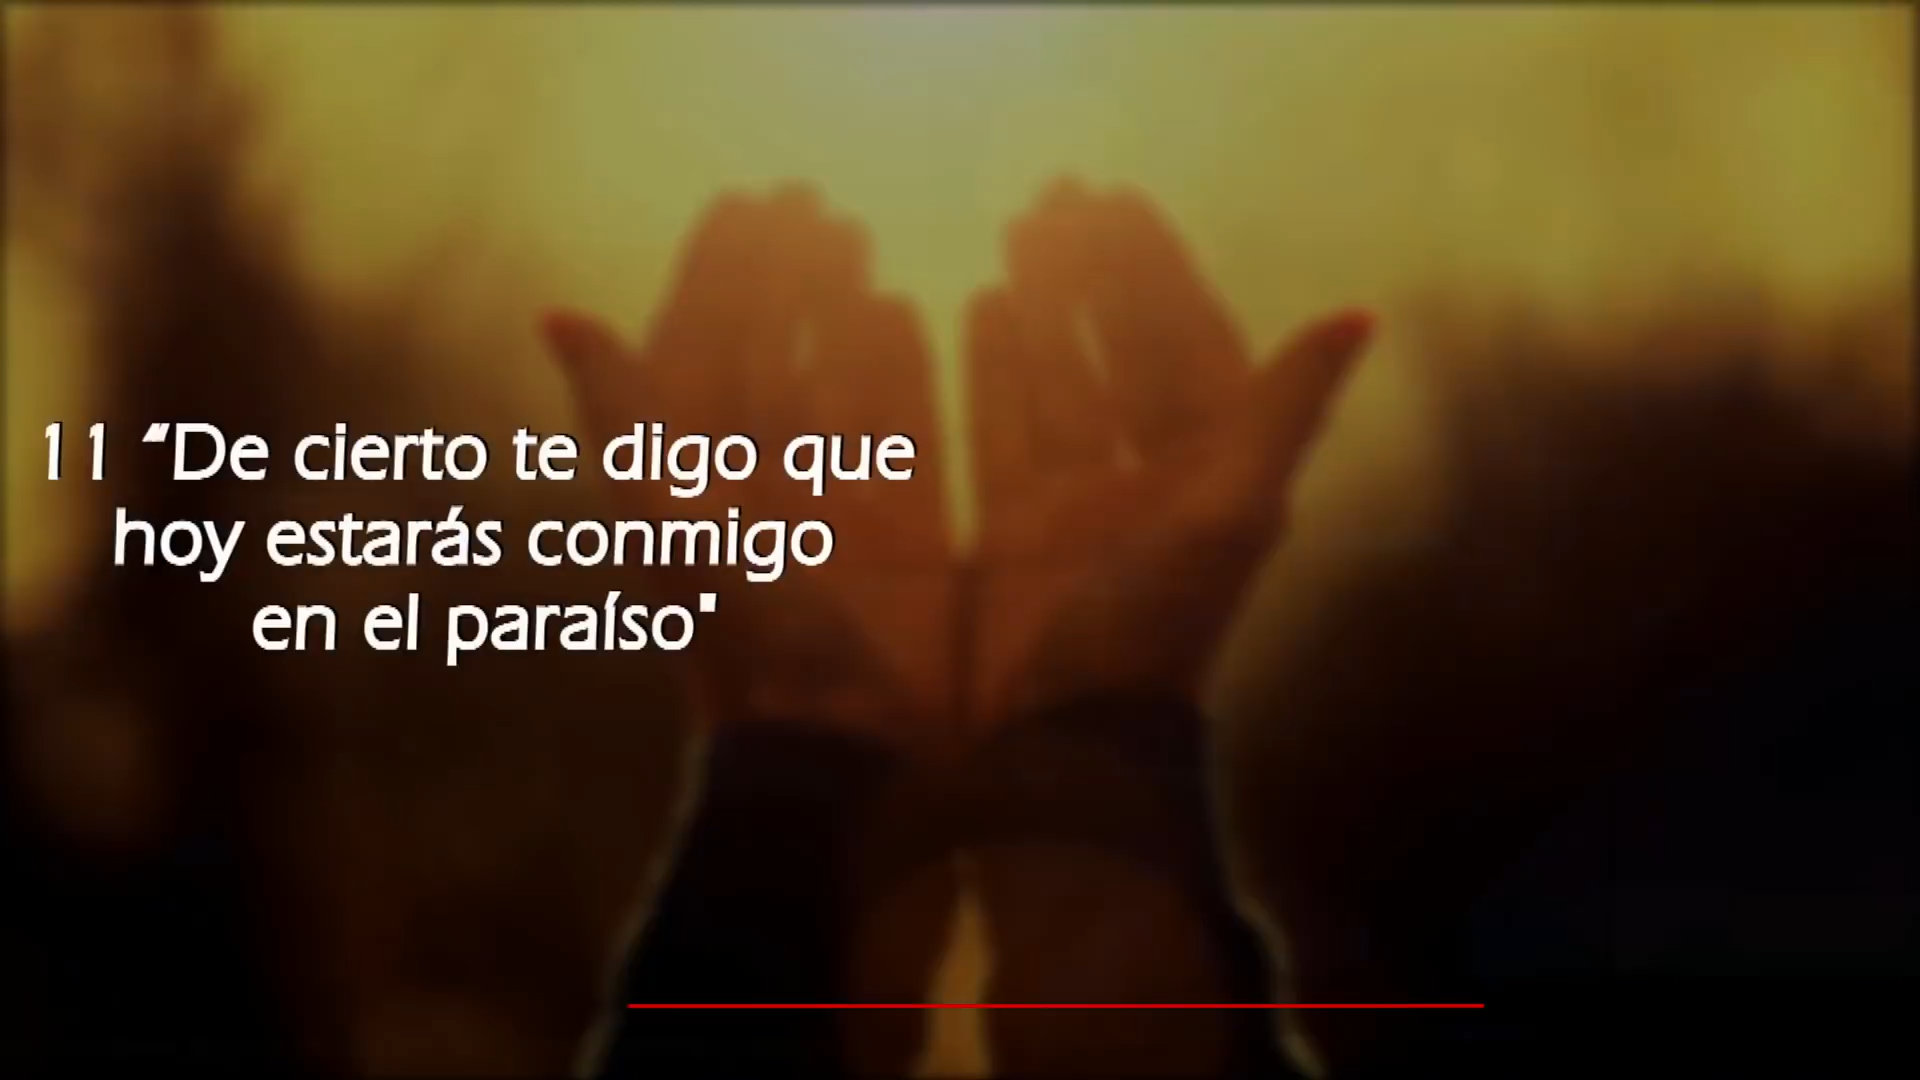 11 “De cierto te digo que
hoy estarás conmigo
en el paraíso"